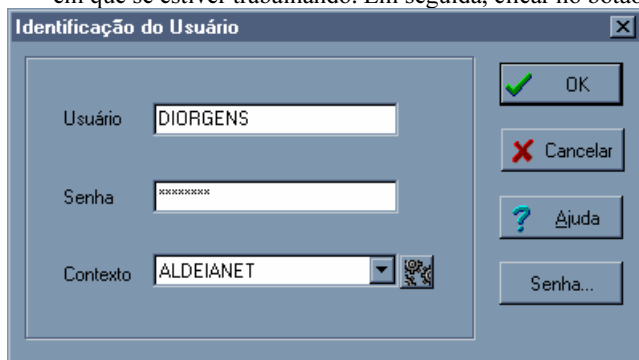 em que se estiver trabalhando. Em seguida, clicar no botão
Identificação do Usuário
Usuário DIORGENS
OK
Senha ********
Cancelar
? Ajuda
Contexto ALDEIANET
Senha...